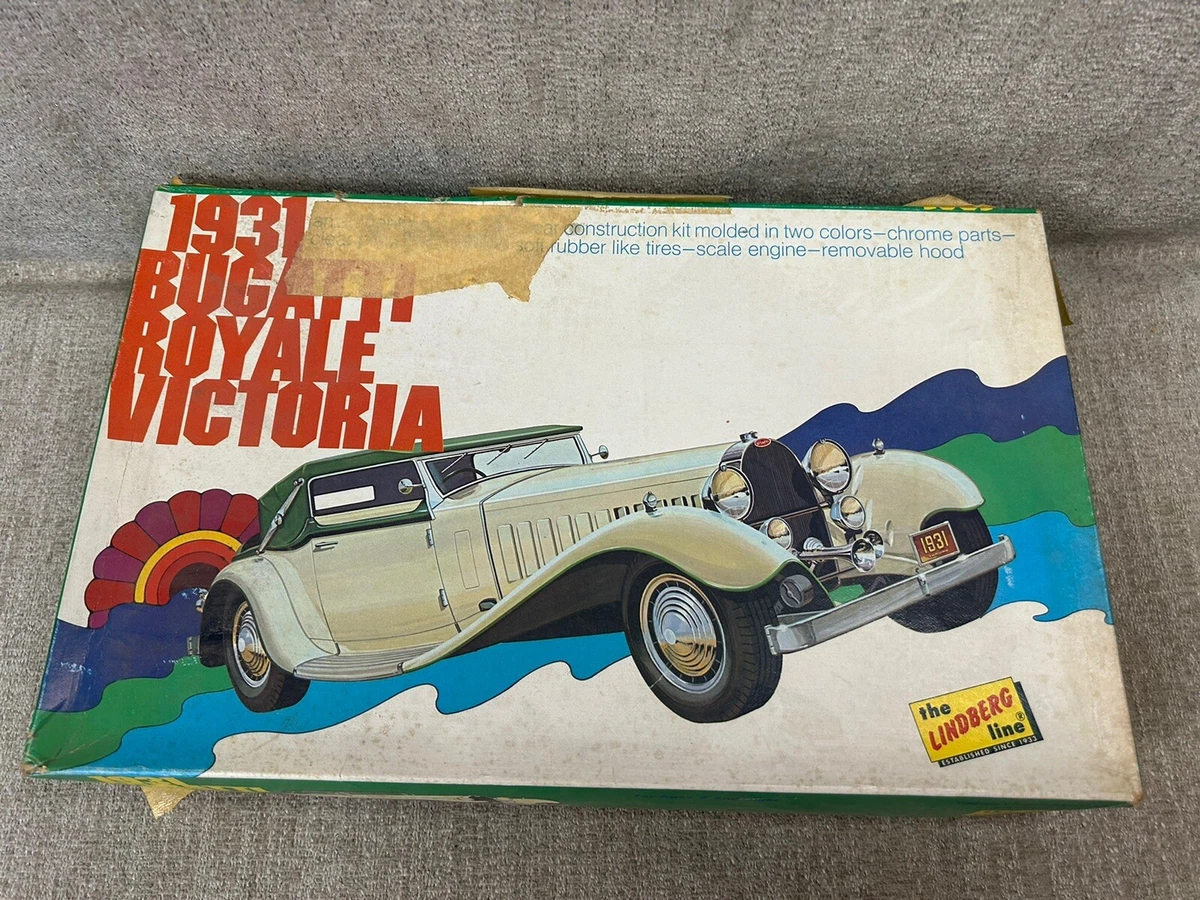 1931
BUGATTI
ROYALE
VICTORIA
car construction kit molded in two colors—chrome parts—
soft rubber like tires—scale engine—removable hood
1931
the
LINDBERG
line®
ESTABLISHED SINCE 1933